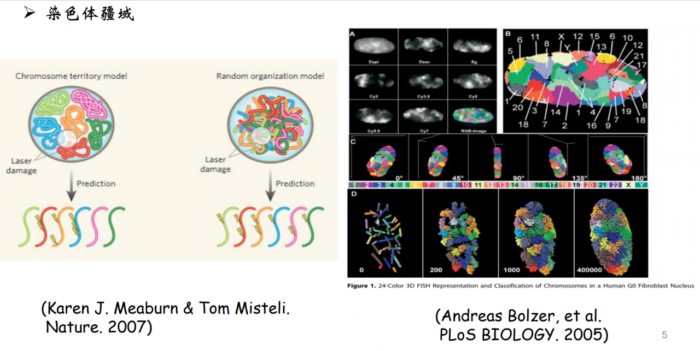 ➤ 染色体疆域
Chromosome territory model
Random organization model
Laser
damage
Prediction
Laser
damage
Prediction
(Karen J. Meaburn & Tom Misteli.
Nature. 2007)
A
Dapi
Deac
Sg
Cy3
Cy3.5
Cy5
Cy5.5
Cy7
RGB-image
B
6 11 8 X Y 12 15 13 6 10 12 21 17
5
1 20 18 3 14 2 1 4 16 9 7 19 8 18
C
0° 45° 90° 135° 180°
1 2 3 4 5 6 7 8 9 10 11 12 13 14 15 16 17 18 19 20 21 22 X Y
D
0 200 1000 400000
Figure 1. 24-Color 3D FISH Representation and Classification of Chromosomes in a Human G0 Fibroblast Nucleus
(Andreas Bolzer, et al.
PLoS BIOLOGY. 2005)
5